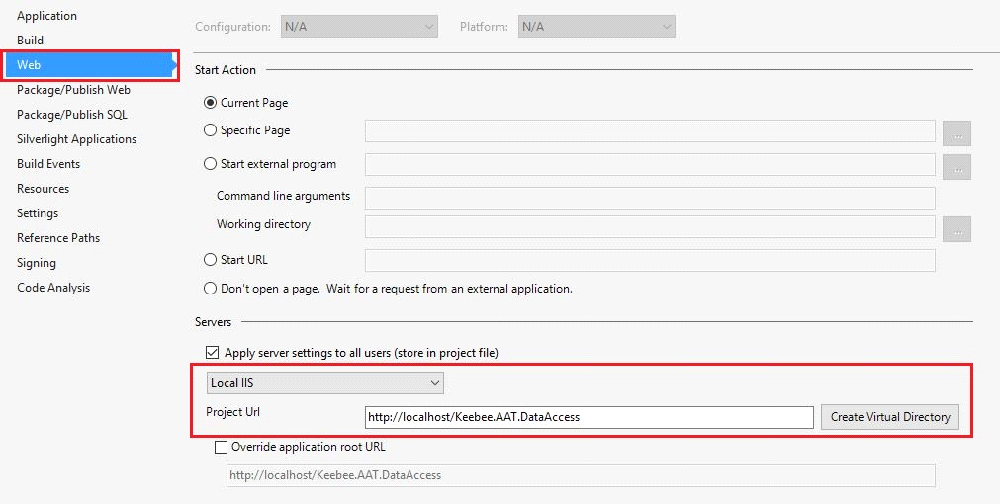 Application
Build
Web
Package/Publish Web
Package/Publish SQL
Silverlight Applications
Build Events
Resources
Settings
Reference Paths
Signing
Code Analysis
Configuration: N/A Platform: N/A
Start Action
Current Page
Specific Page ...
Start external program ...
Command line arguments
Working directory ...
Start URL
Don't open a page. Wait for a request from an external application.
Servers
Apply server settings to all users (store in project file)
Local IIS
Project Url http://localhost/Keebee.AAT.DataAccess Create Virtual Directory
Override application root URL
http://localhost/Keebee.AAT.DataAccess